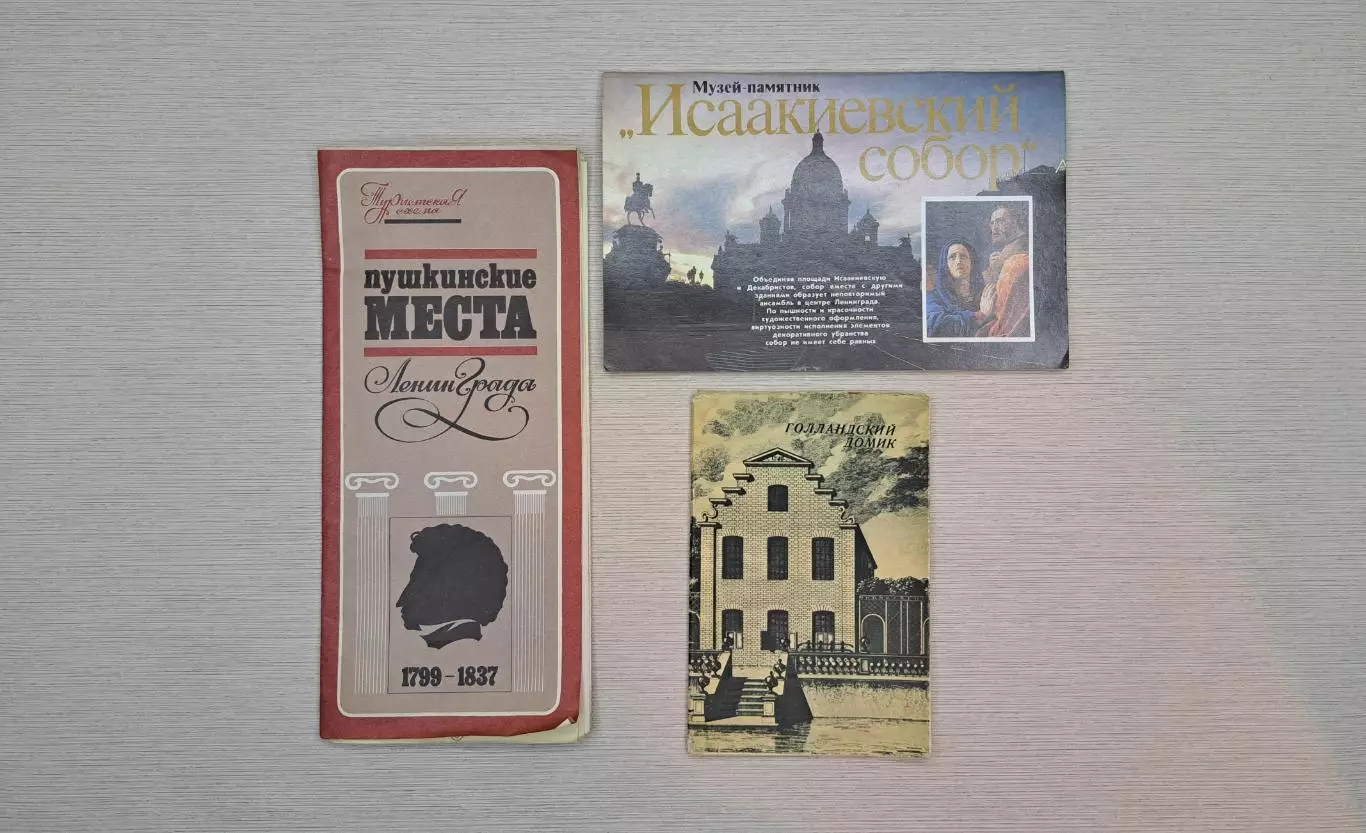 Туристская
схема
пушкинские
МЕСТА
ЛенинГрада
1799-1837
Музей-памятник
„Исаакиевский
собор“
Объединяя площади Исаакиевскую
и Декабристов, собор вместе с другими
зданиями образует неповторимый
ансамбль в центре Ленинграда.
По пышности и красочности
художественного оформления,
виртуозности исполнения элементов
декоративного убранства
собор не имеет себе равных
ГОЛЛАНДСКИЙ
ДОМИК